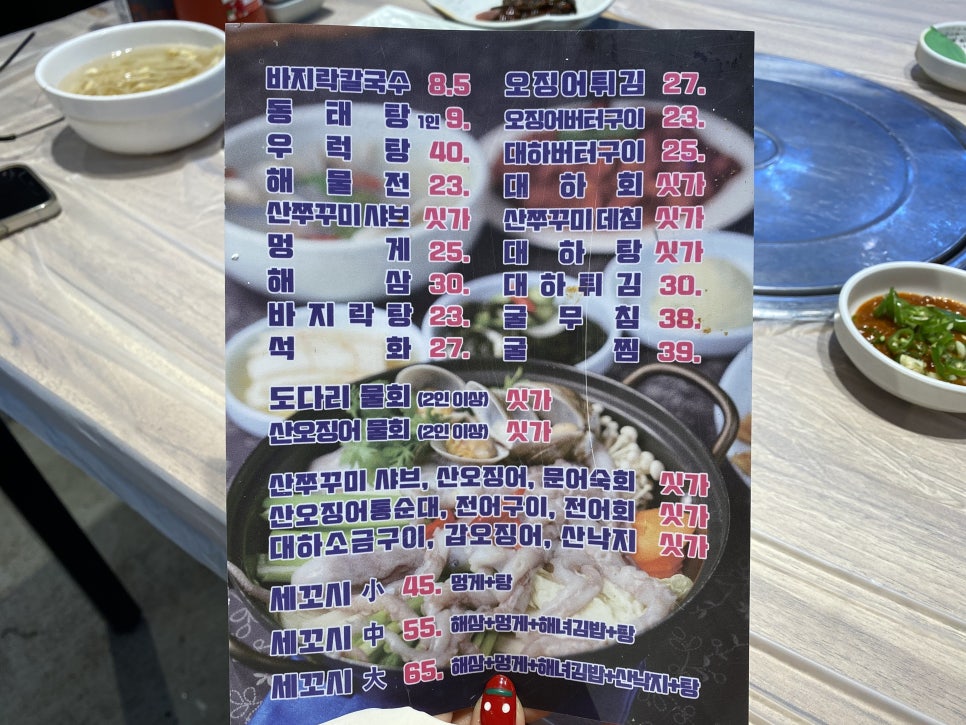 바지락칼국수 8.5
동태탕 1인 9.
우럭탕 40.
해물전 23.
산쭈꾸미샤브 싯가
멍게 25.
해삼 30.
바지락탕 23.
석화 27.
오징어튀김 27.
오징어버터구이 23.
대하버터구이 25.
대하회 싯가
산쭈꾸미데침 싯가
대하탕 싯가
대하튀김 30.
굴무침 38.
굴찜 39.
도다리 물회 (2인 이상) 싯가
산오징어 물회 (2인 이상) 싯가
산쭈꾸미 샤브, 산오징어, 문어숙회 싯가
산오징어통순대, 전어구이, 전어회 싯가
대하소금구이, 갑오징어, 산낙지 싯가
세꼬시 小 45. 멍게+탕
세꼬시 中 55. 해삼+멍게+해녀김밥+탕
세꼬시 大 65. 해삼+멍게+해녀김밥+산낙지+탕